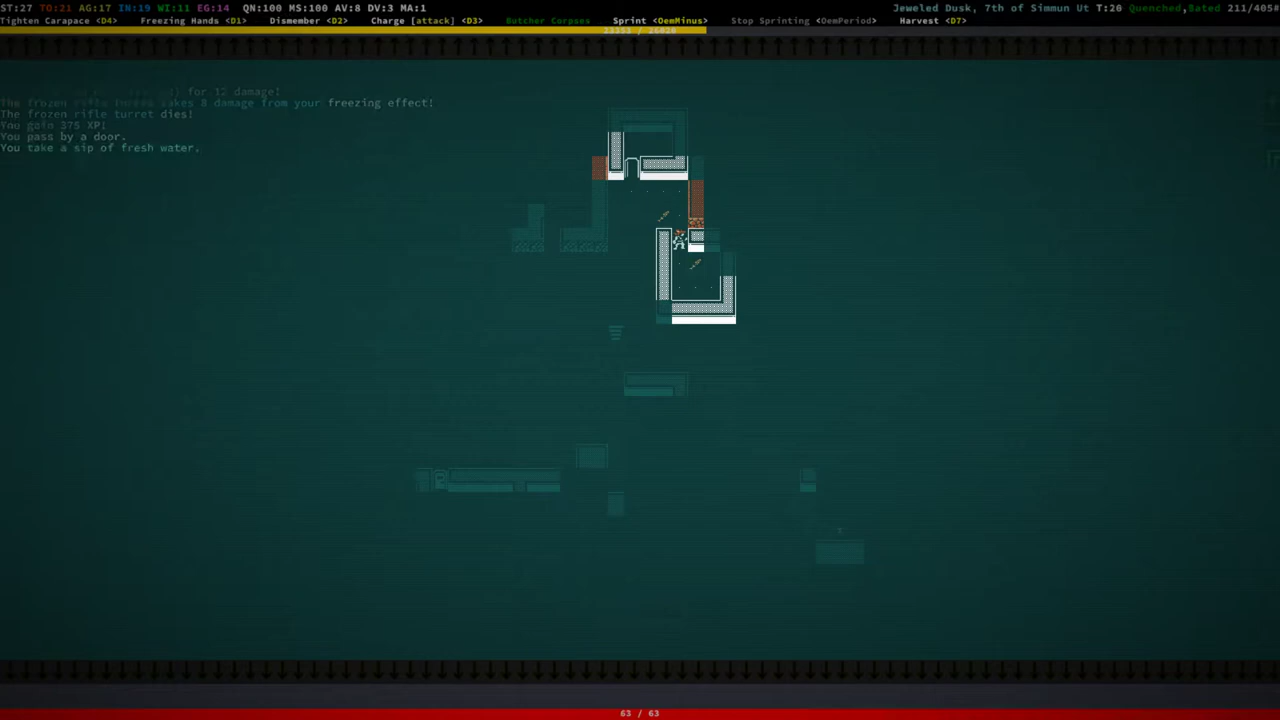 ST:27 TO:21 AG:17 IN:19 WI:11 EG:14 QN:100 MS:100 AV:8 DV:3 MA:1 Jeweled Dusk, 7th of Simmun Ut T:20 Quenched,Sated 211/405#
Tighten Carapace <D4> Freezing Hands <D1> Dismember <D2> Charge [attack] <D3> Butcher Corpses Sprint <OemMinus> Stop Sprinting <OemPeriod> Harvest <D7>
for 12 damage!
The frozen rifle turret takes 8 damage from your freezing effect!
The frozen rifle turret dies!
You gain 375 XP!
You pass by a door.
You take a sip of fresh water.
63 / 63